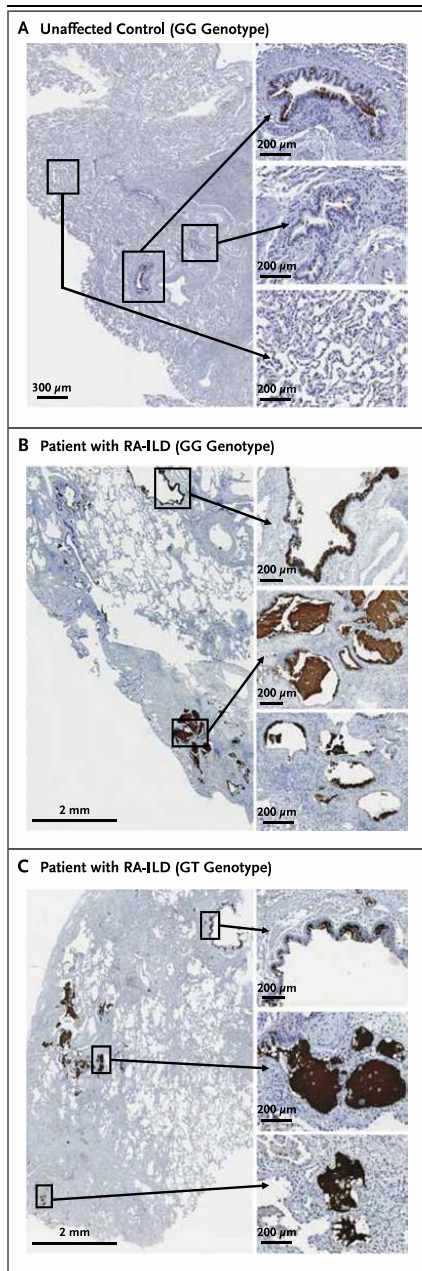 A Unaffected Control (GG Genotype)
200 µm
200 µm
300 µm
200 µm
B Patient with RA-ILD (GG Genotype)
200 µm
200 µm
2 mm
200 µm
C Patient with RA-ILD (GT Genotype)
200 µm
200 µm
2 mm
200 µm